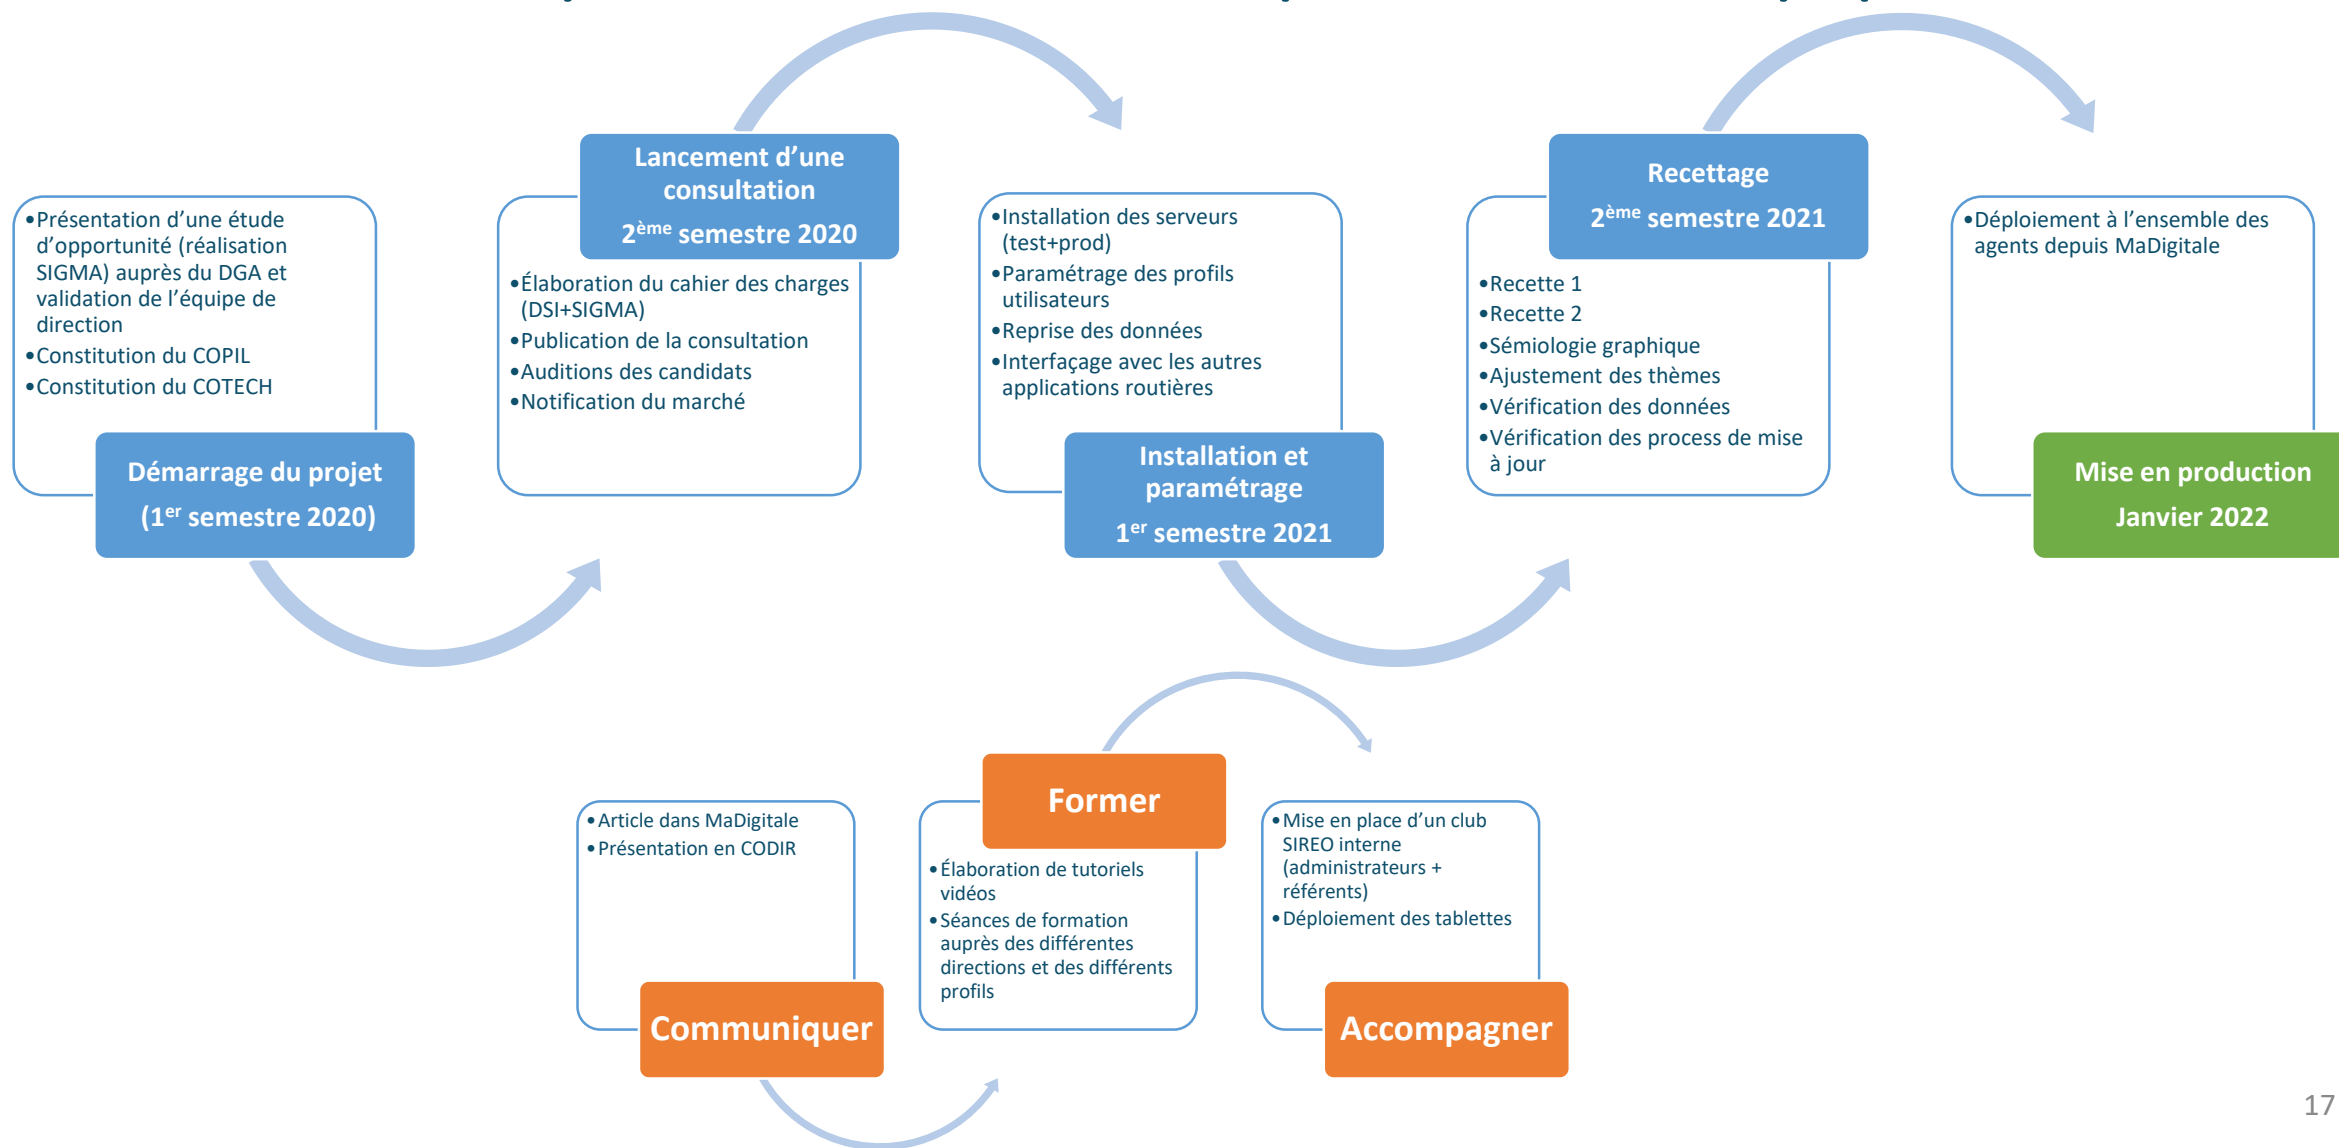 •Présentation d’une étude
d’opportunité (réalisation
SIGMA) auprès du DGA et
validation de l’équipe de
direction
•Constitution du COPIL
•Constitution du COTECH
Démarrage du projet
(1er semestre 2020)
Lancement d’une
consultation
2ème semestre 2020
•Élaboration du cahier des charges
(DSI+SIGMA)
•Publication de la consultation
•Auditions des candidats
•Notification du marché
•Installation des serveurs
(test+prod)
•Paramétrage des profils
utilisateurs
•Reprise des données
•Interfaçage avec les autres
applications routières
Installation et
paramétrage
1er semestre 2021
Recettage
2ème semestre 2021
•Recette 1
•Recette 2
•Sémiologie graphique
•Ajustement des thèmes
•Vérification des données
•Vérification des process de mise
à jour
•Déploiement à l’ensemble des
agents depuis MaDigitale
Mise en production
Janvier 2022
•Article dans MaDigitale
•Présentation en CODIR
Communiquer
Former
•Élaboration de tutoriels
vidéos
•Séances de formation
auprès des différentes
directions et des différents
profils
•Mise en place d’un club
SIREO interne
(administrateurs +
référents)
•Déploiement des tablettes
Accompagner
17